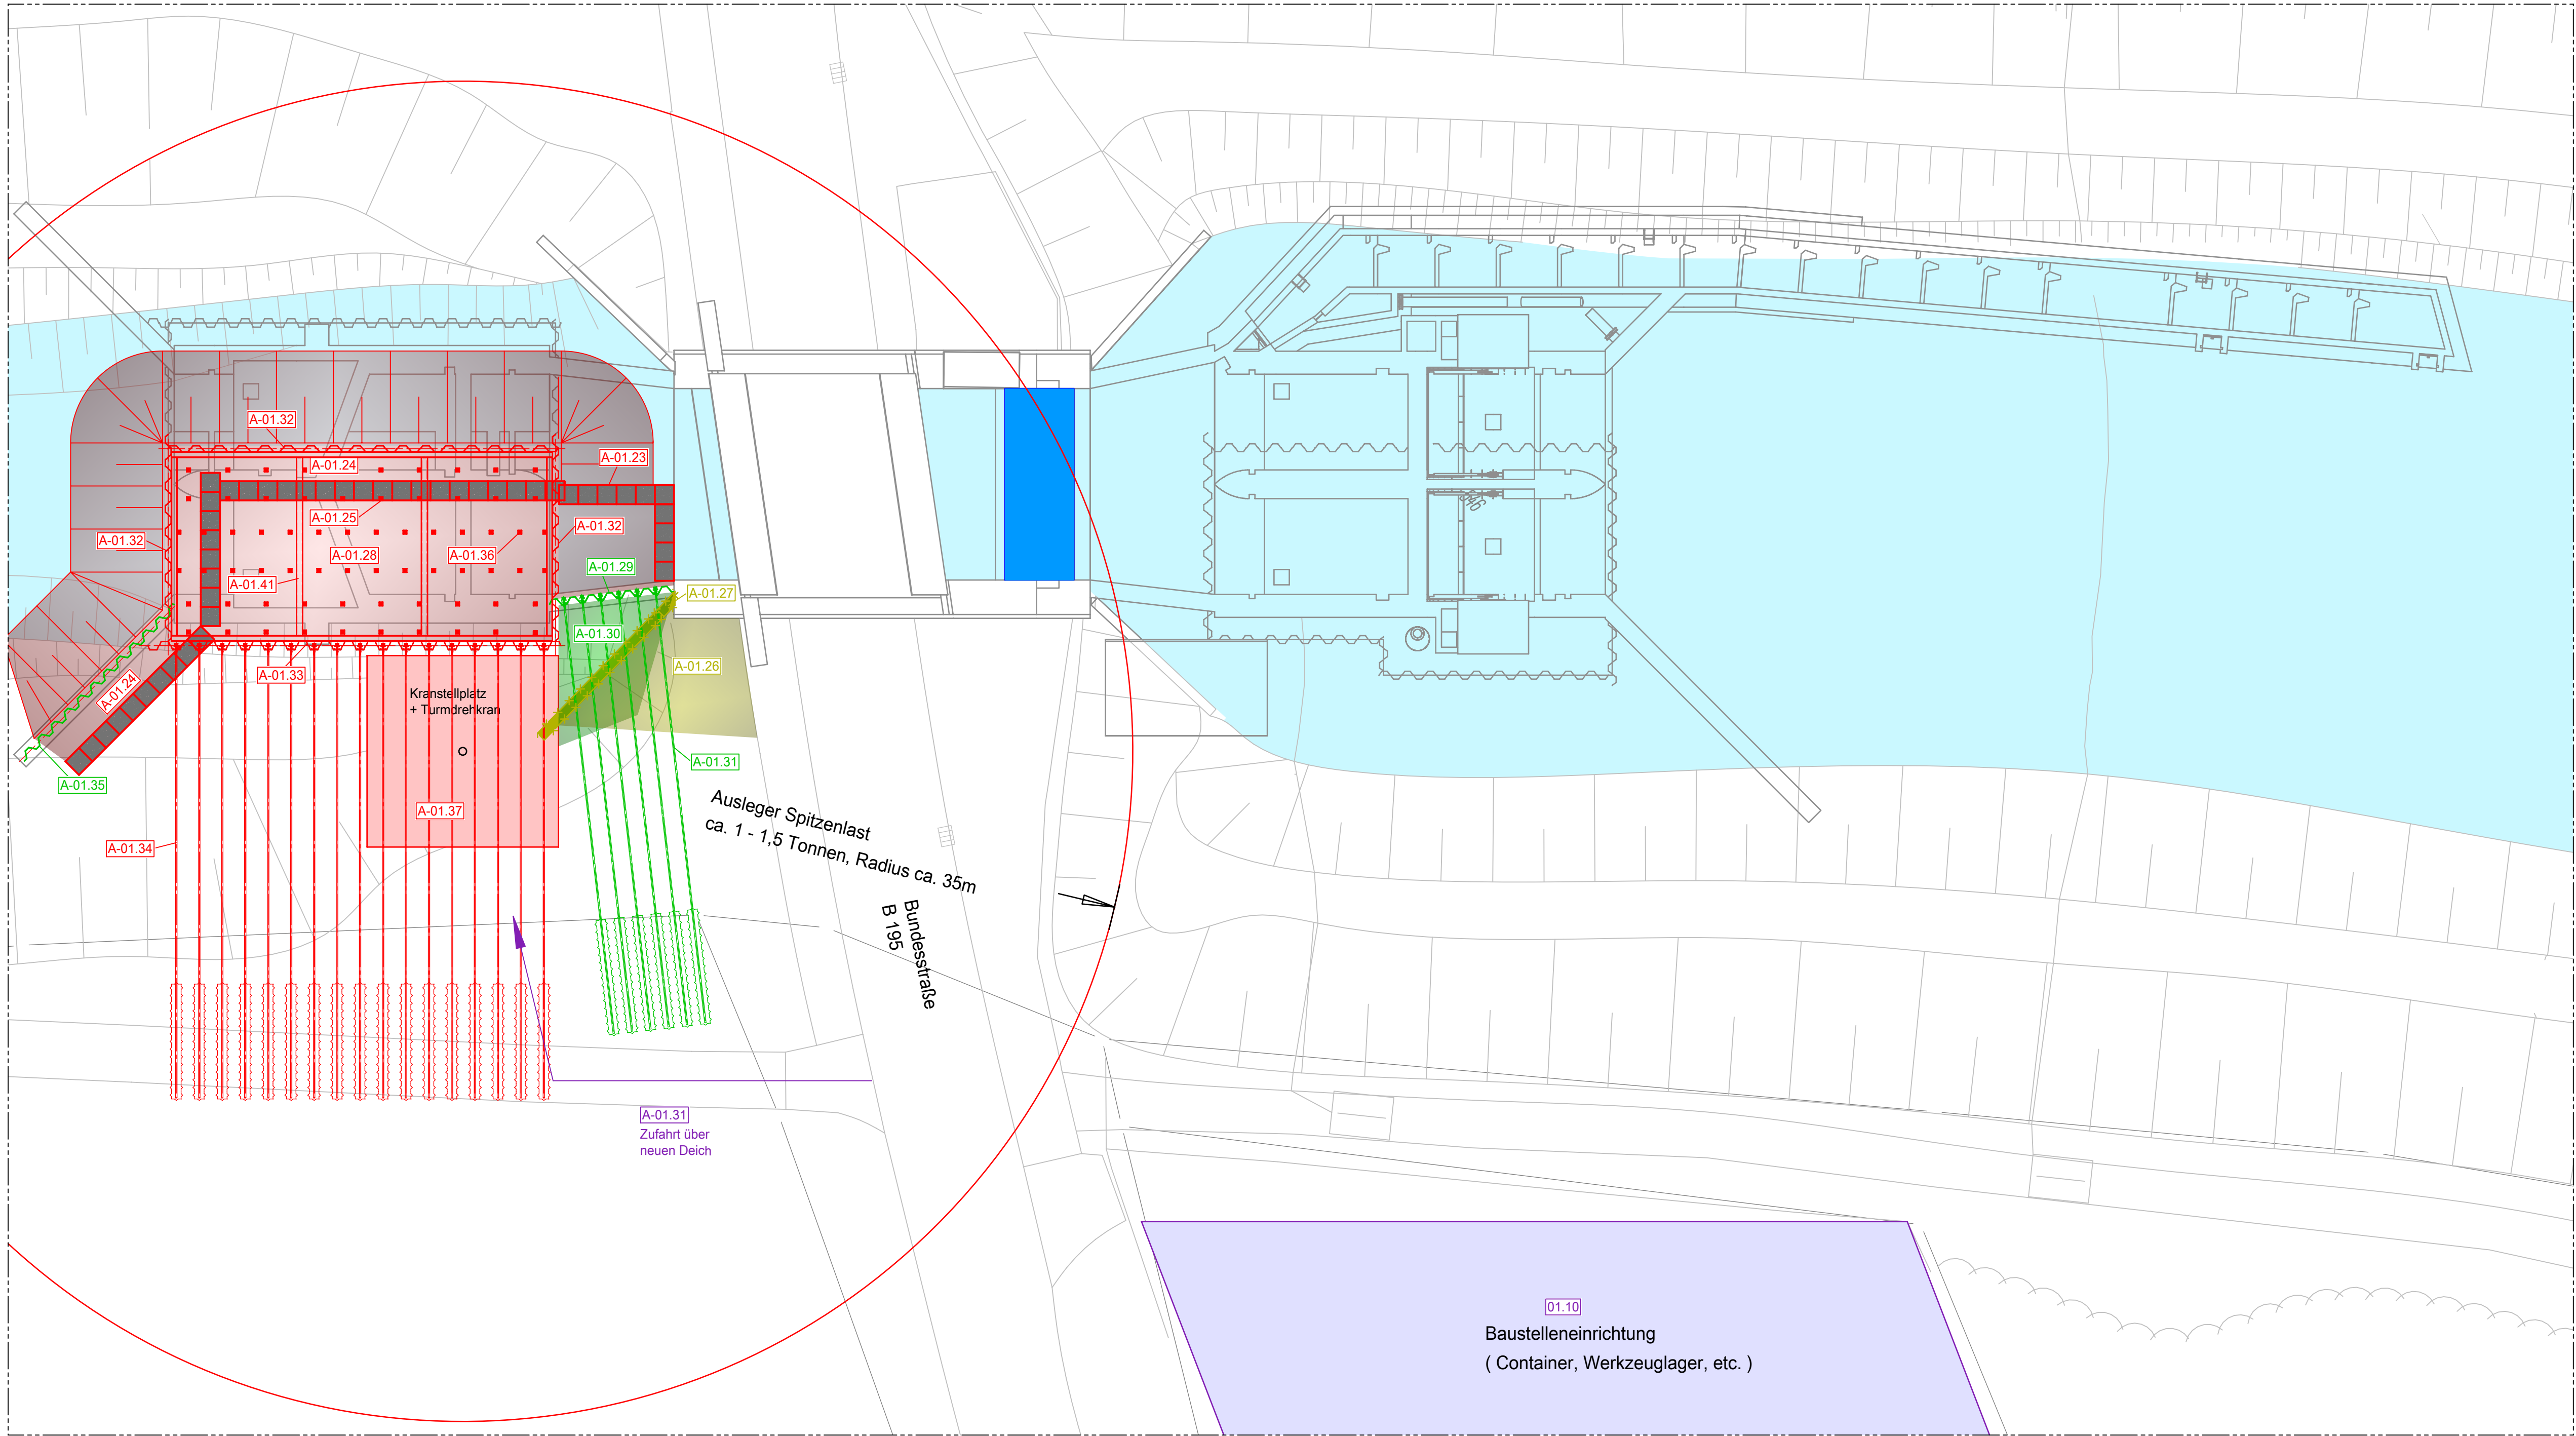 A-01.32
A-01.24
A-01.23
A-01.25
A-01.32
A-01.32
A-01.28
A-01.36
A-01.29
A-01.41
A-01.27
A-01.30
A-01.26
A-01.33
A-01.24
Kranstellplatz
+ Turmdrehkran
A-01.31
A-01.35
A-01.37
A-01.34
Ausleger Spitzenlast
ca. 1 - 1,5 Tonnen, Radius ca. 35m
Bundesstraße
B 195
A-01.31
Zufahrt über
neuen Deich
01.10
Baustelleneinrichtung
( Container, Werkzeuglager, etc. )